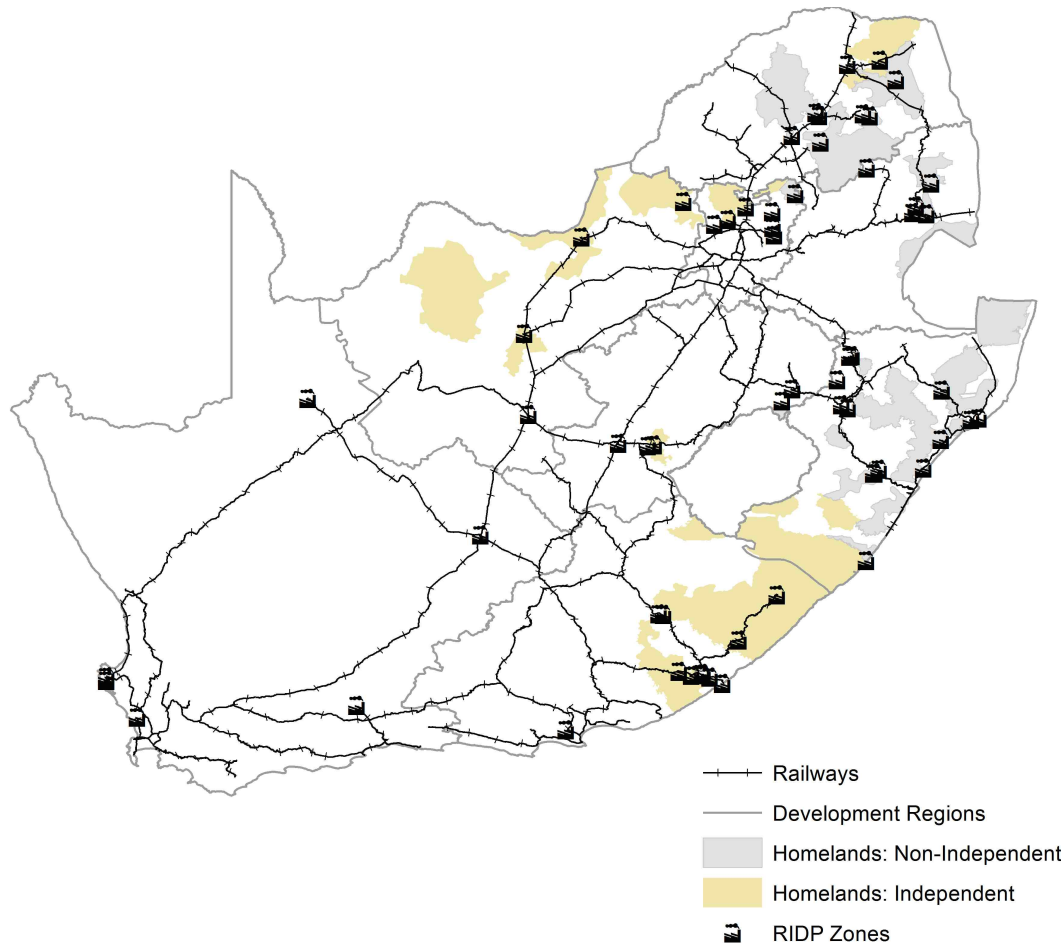 Railways
Development Regions
Homelands: Non-Independent
Homelands: Independent
RIDP Zones